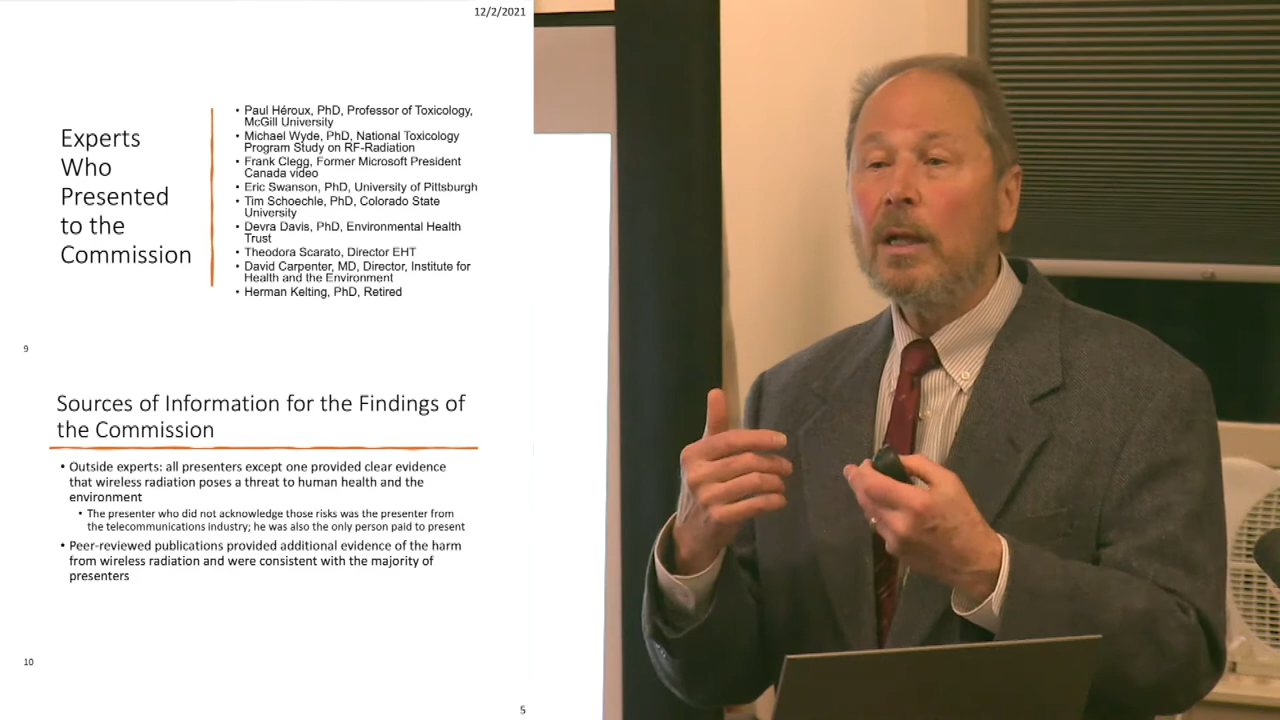 12/2/2021
Experts
Who
Presented
to the
Commission
• Paul Héroux, PhD, Professor of Toxicology,
McGill University
• Michael Wyde, PhD, National Toxicology
Program Study on RF-Radiation
• Frank Clegg, Former Microsoft President
Canada video
• Eric Swanson, PhD, University of Pittsburgh
• Tim Schoechle, PhD, Colorado State
University
• Devra Davis, PhD, Environmental Health
Trust
• Theodora Scarato, Director EHT
• David Carpenter, MD, Director, Institute for
Health and the Environment
• Herman Kelting, PhD, Retired
9
Sources of Information for the Findings of
the Commission
• Outside experts: all presenters except one provided clear evidence
that wireless radiation poses a threat to human health and the
environment
• The presenter who did not acknowledge those risks was the presenter from
the telecommunications industry; he was also the only person paid to present
• Peer-reviewed publications provided additional evidence of the harm
from wireless radiation and were consistent with the majority of
presenters
10
5